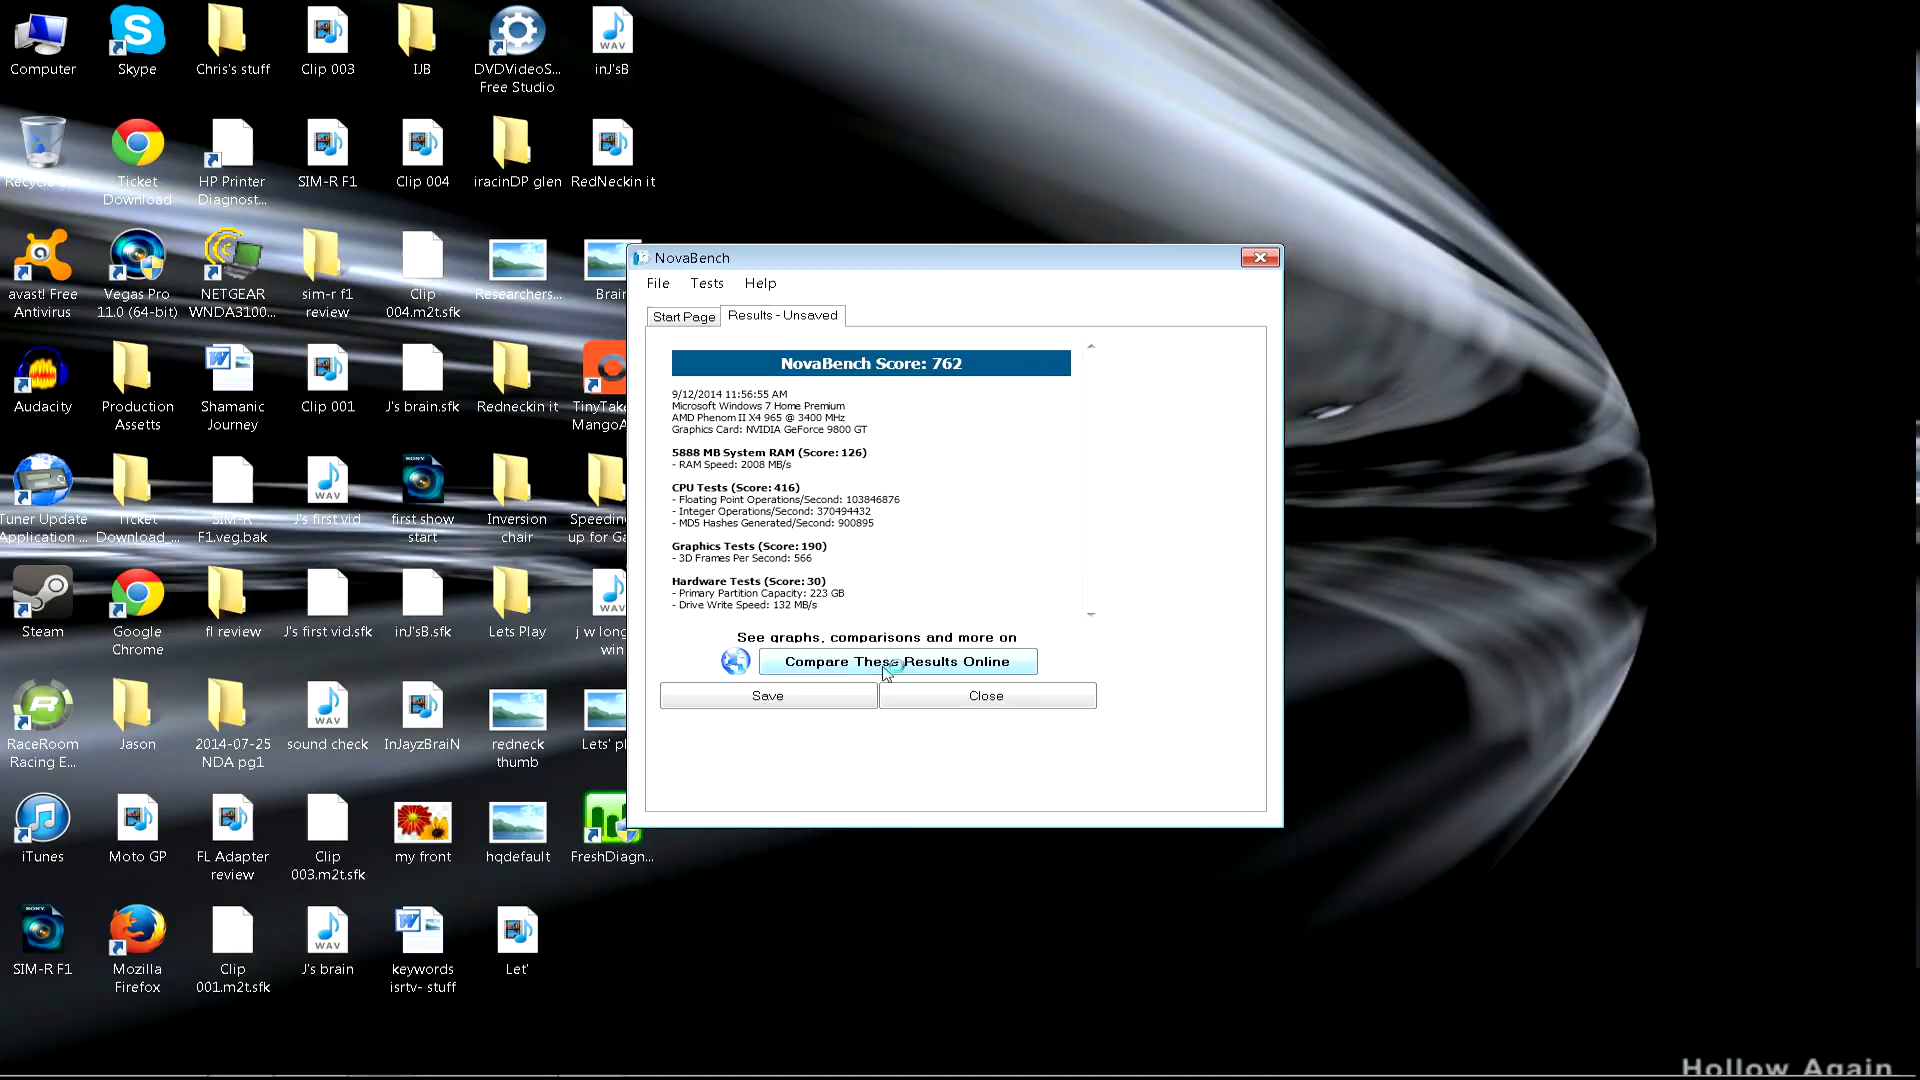 Computer
Skype
Chris's stuff
Clip 003
IJB
DVDVideoS...
Free Studio
WAV
inJ'sB
Ticket
Download
HP Printer
Diagnost...
SIM-R F1
Clip 004
iracinDP glen
RedNeckin it
avast! Free
Antivirus
Vegas Pro
11.0 (64-bit)
NETGEAR
WNDA3100...
sim-r f1
review
Clip
004.m2t.sfk
Researchers...
Brain
Audacity
Production
Assetts
Shamanic
Journey
Clip 001
J's brain.sfk
Redneckin it
TinyTake
MangoA
Tuner Update
Application ...
Ticket
Download_...
SIM-R
F1.veg.bak
WAV
J's first vid
SONY
first show
start
Inversion
chair
Speeding
up for Ga
Steam
Google
Chrome
fl review
J's first vid.sfk
inJ'sB.sfk
Lets Play
WAV
j w long
win
RaceRoom
Racing E...
Jason
2014-07-25
NDA pg1
WAV
sound check
InJayzBraiN
redneck
thumb
Lets' pl
iTunes
Moto GP
FL Adapter
review
Clip
003.m2t.sfk
my front
hqdefault
FreshDiagn...
SONY
SIM-R F1
Mozilla
Firefox
Clip
001.m2t.sfk
WAV
J's brain
keywords
isrtv- stuff
Let'
NovaBench
File Tests Help
Start Page Results - Unsaved
NovaBench Score: 762
9/12/2014 11:56:55 AM
Microsoft Windows 7 Home Premium
AMD Phenom II X4 965 @ 3400 MHz
Graphics Card: NVIDIA GeForce 9800 GT
5888 MB System RAM (Score: 126)
- RAM Speed: 2008 MB/s
CPU Tests (Score: 416)
- Floating Point Operations/Second: 103846876
- Integer Operations/Second: 370494432
- MD5 Hashes Generated/Second: 900895
Graphics Tests (Score: 190)
- 3D Frames Per Second: 566
Hardware Tests (Score: 30)
- Primary Partition Capacity: 223 GB
- Drive Write Speed: 132 MB/s
See graphs, comparisons and more on
Compare These Results Online
Save Close
Hollow Again